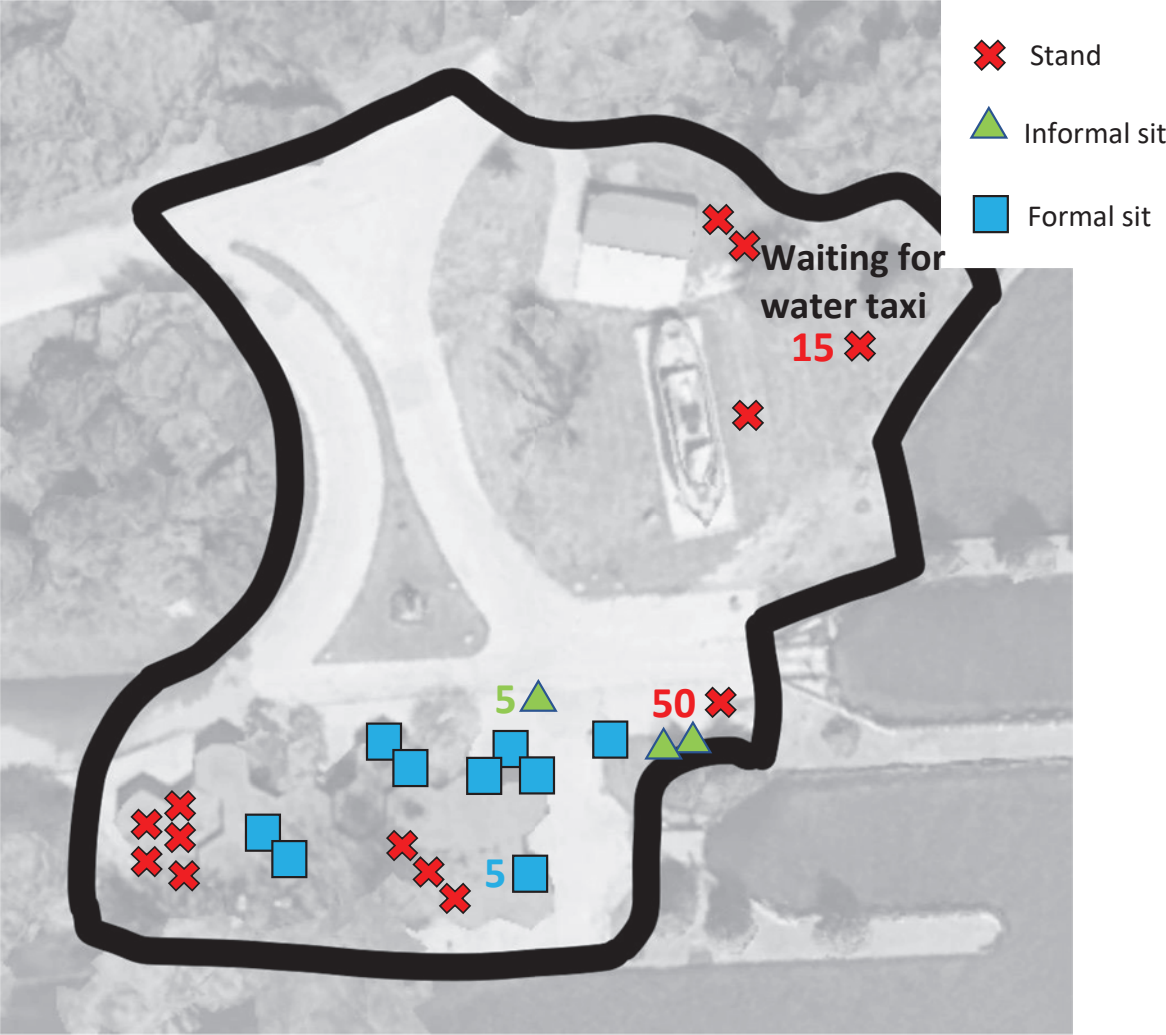 Stand
Informal sit
Formal sit
Waiting for
water taxi
15
5
50
5